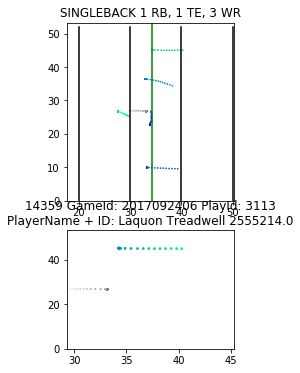 SINGLEBACK 1 RB, 1 TE, 3 WR
50
40
30
20
10
0
20 30 40 50
14359 GameId: 2017092406 PlayId: 3113
PlayerName + ID: Laquon Treadwell 2555214.0
40
20
0
30 35 40 45